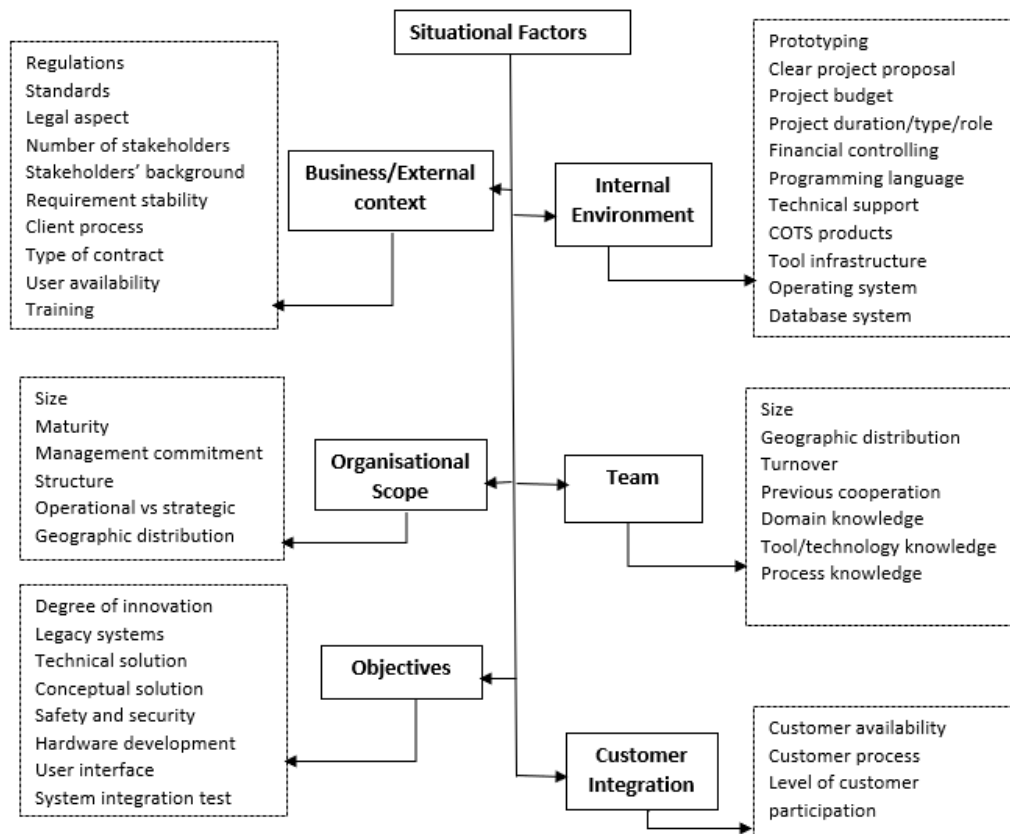 Situational Factors
Regulations
Standards
Legal aspect
Number of stakeholders
Stakeholders' background
Requirement stability
Client process
Type of contract
User availability
Training
Business/External
context
Internal
Environment
Prototyping
Clear project proposal
Project budget
Project duration/type/role
Financial controlling
Programming language
Technical support
COTS products
Tool infrastructure
Operating system
Database system
Size
Maturity
Management commitment
Structure
Operational vs strategic
Geographic distribution
Organisational
Scope
Team
Size
Geographic distribution
Turnover
Previous cooperation
Domain knowledge
Tool/technology knowledge
Process knowledge
Degree of innovation
Legacy systems
Technical solution
Conceptual solution
Safety and security
Hardware development
User interface
System integration test
Objectives
Customer
Integration
Customer availability
Customer process
Level of customer
participation